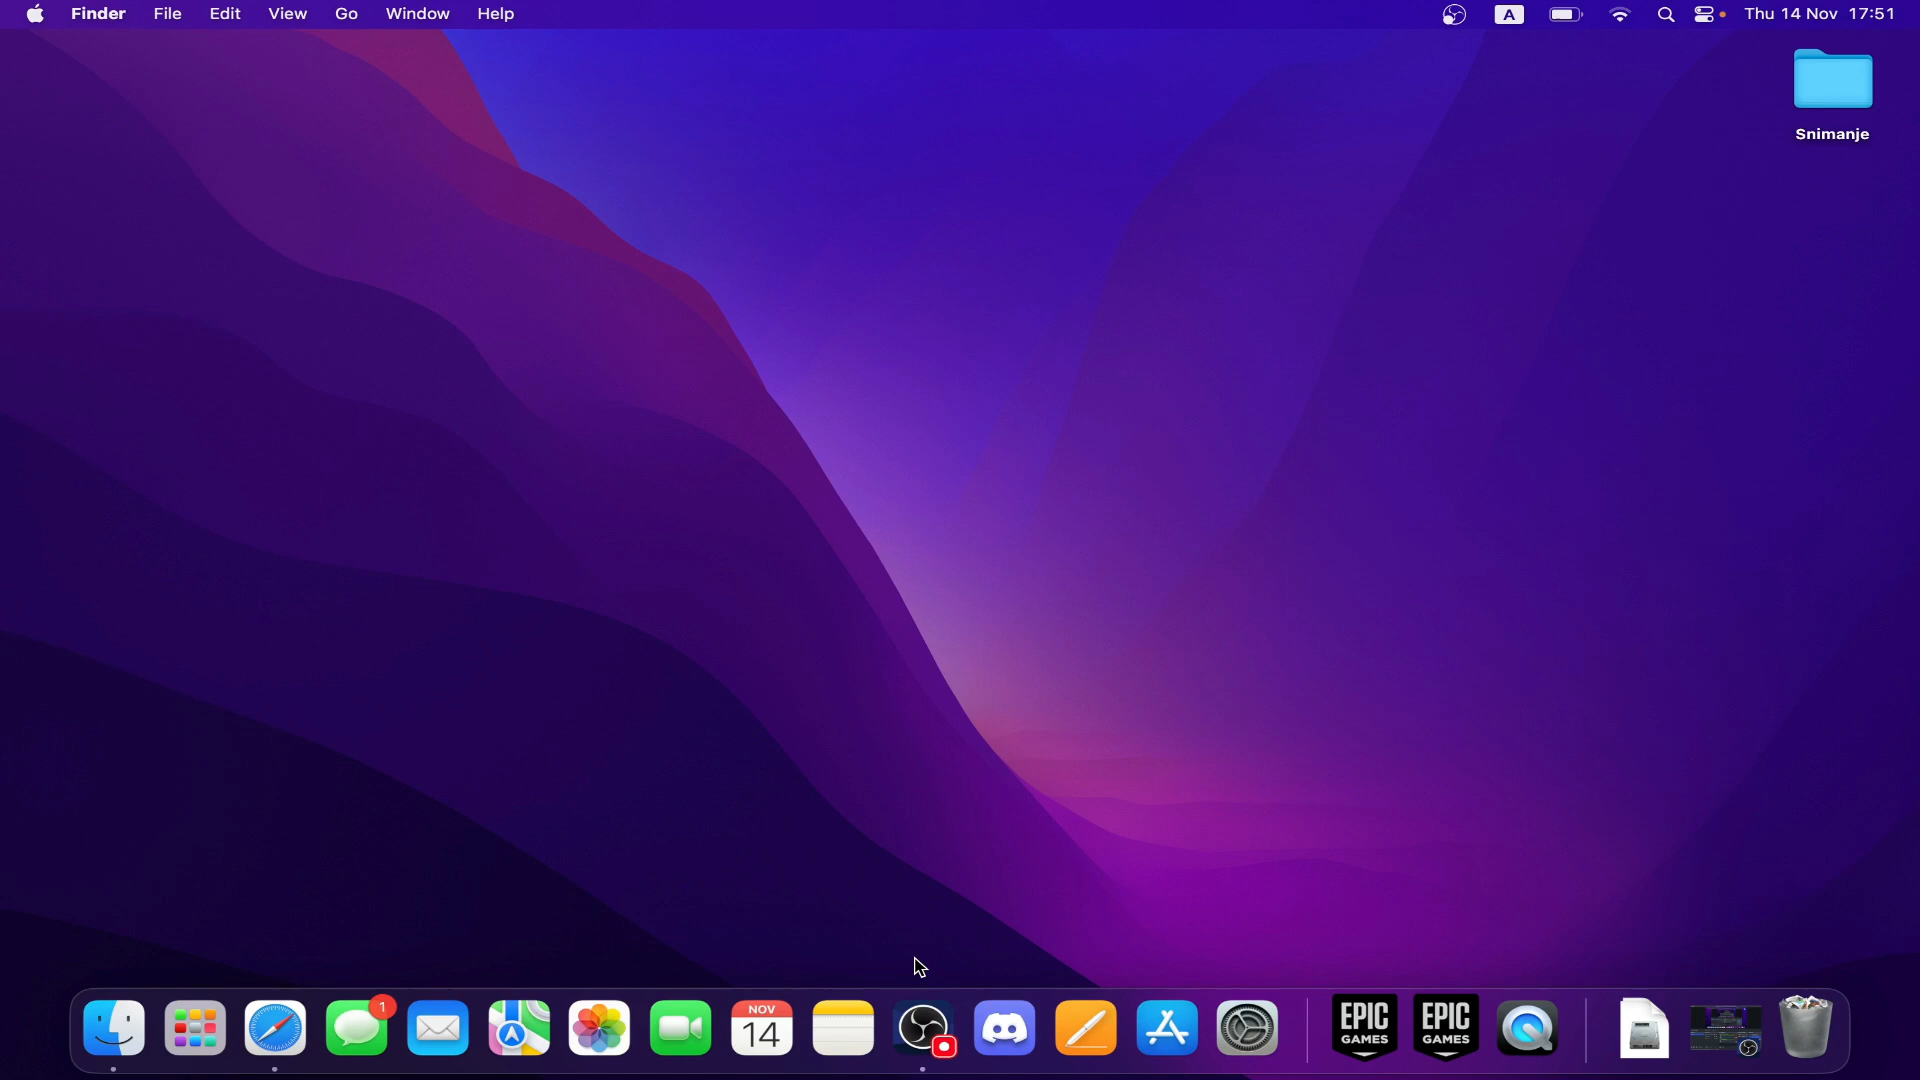 Finder File Edit View Go Window Help A Thu 14 Nov 17:51
Snimanje
1
NOV
14
EPIC
GAMES
EPIC
GAMES